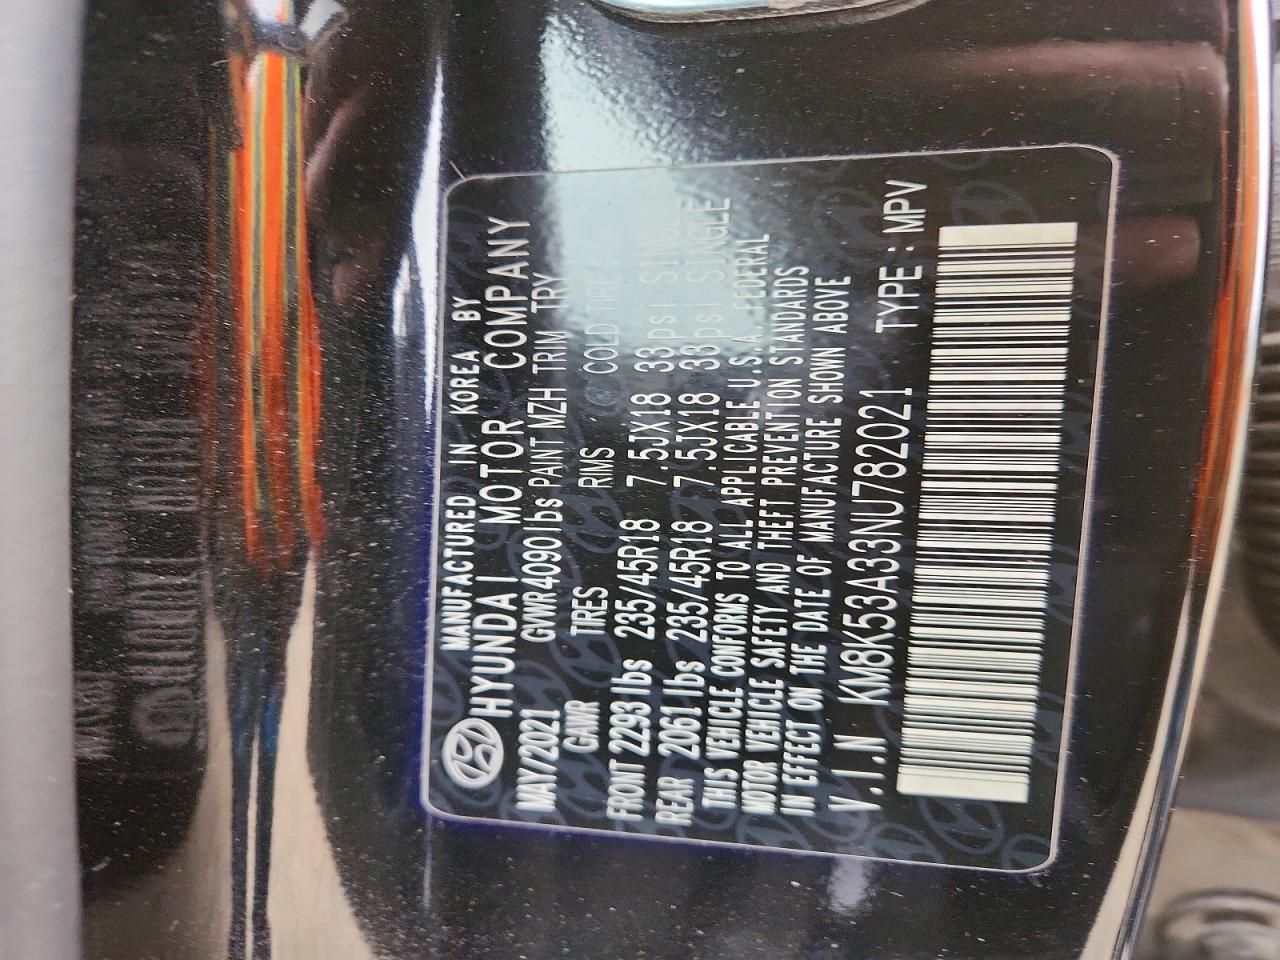 MANUFACTURED IN KOREA BY
HYUNDAI MOTOR COMPANY
MAY/2021 GVWR 4090lbs PANT MZH TRIM TRY
GAWR TIRES RIMS @ COLD TIRE
FRONT 2293 lbs 235/45R18 7.5JX18 33psi SINGLE
REAR 2061 lbs 235/45R18 7.5JX18 33psi SINGLE
THIS VEHICLE CONFORMS TO ALL APPLICABLE U.S.A. FEDERAL
MOTOR VEHICLE SAFETY AND THEFT PREVENTION STANDARDS
IN EFFECT ON THE DATE OF MANUFACTURE SHOWN ABOVE
V.I.N KM8K53A33NU782021 TYPE : MPV